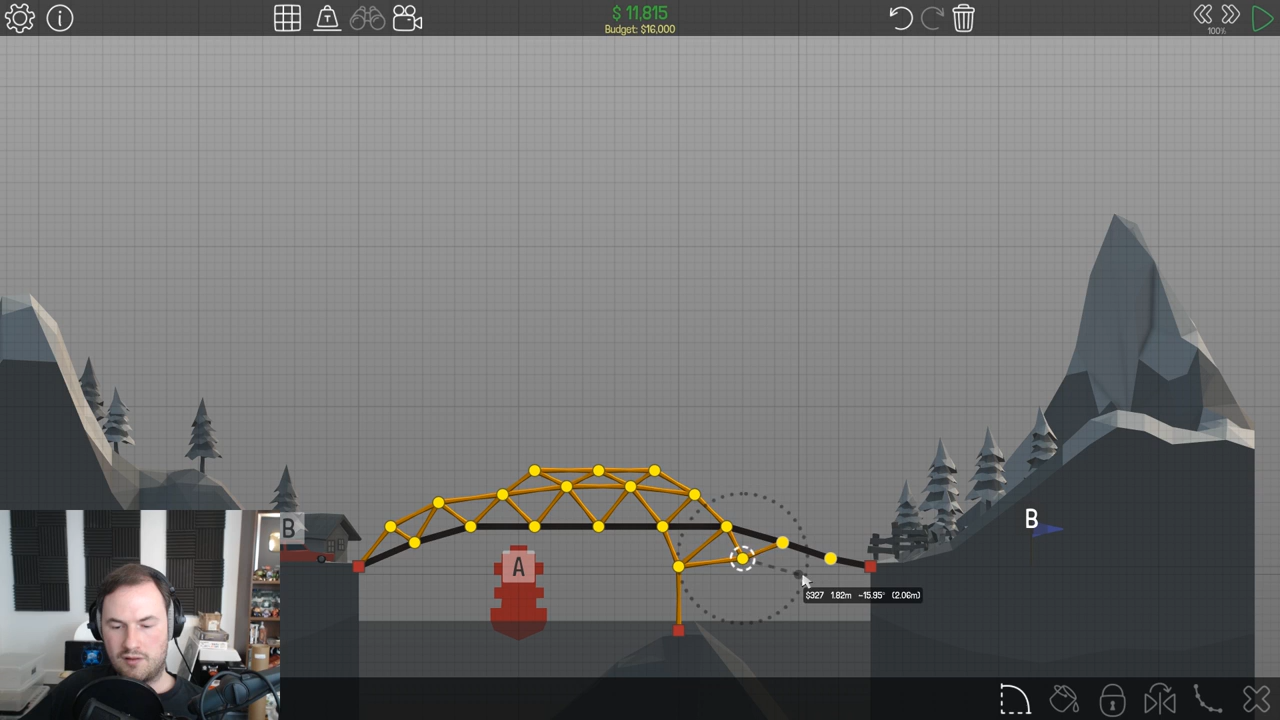 $ 11,815
Budget: $16,000
100%
B
A
B
$327 1.82m -15.95° (2.06m)
T